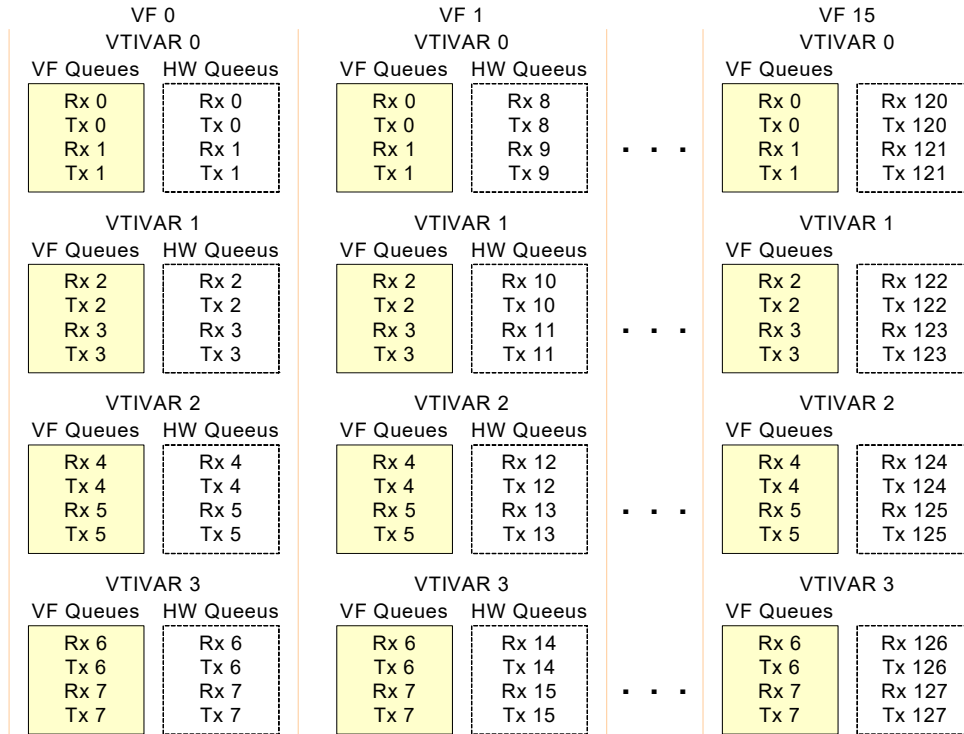 VF 0 VF 1 VF 15
VTIVAR 0 VTIVAR 0 VTIVAR 0
VF Queues HW Queeus VF Queues HW Queeus VF Queues
Rx 0 Rx 0 Rx 0 Rx 8 Rx 0 Rx 120
Tx 0 Tx 0 Tx 0 Tx 8 Tx 0 Tx 120
Rx 1 Rx 1 Rx 1 Rx 9 . . . Rx 1 Rx 121
Tx 1 Tx 1 Tx 1 Tx 9 Tx 1 Tx 121
VTIVAR 1 VTIVAR 1 VTIVAR 1
VF Queues HW Queeus VF Queues HW Queeus VF Queues
Rx 2 Rx 2 Rx 2 Rx 10 Rx 2 Rx 122
Tx 2 Tx 2 Tx 2 Tx 10 Tx 2 Tx 122
Rx 3 Rx 3 Rx 3 Rx 11 . . . Rx 3 Rx 123
Tx 3 Tx 3 Tx 3 Tx 11 Tx 3 Tx 123
VTIVAR 2 VTIVAR 2 VTIVAR 2
VF Queues HW Queeus VF Queues HW Queeus VF Queues
Rx 4 Rx 4 Rx 4 Rx 12 Rx 4 Rx 124
Tx 4 Tx 4 Tx 4 Tx 12 Tx 4 Tx 124
Rx 5 Rx 5 Rx 5 Rx 13 . . . Rx 5 Rx 125
Tx 5 Tx 5 Tx 5 Tx 13 Tx 5 Tx 125
VTIVAR 3 VTIVAR 3 VTIVAR 3
VF Queues HW Queeus VF Queues HW Queeus VF Queues
Rx 6 Rx 6 Rx 6 Rx 14 Rx 6 Rx 126
Tx 6 Tx 6 Tx 6 Tx 14 Tx 6 Tx 126
Rx 7 Rx 7 Rx 7 Rx 15 . . . Rx 7 Rx 127
Tx 7 Tx 7 Tx 7 Tx 15 Tx 7 Tx 127